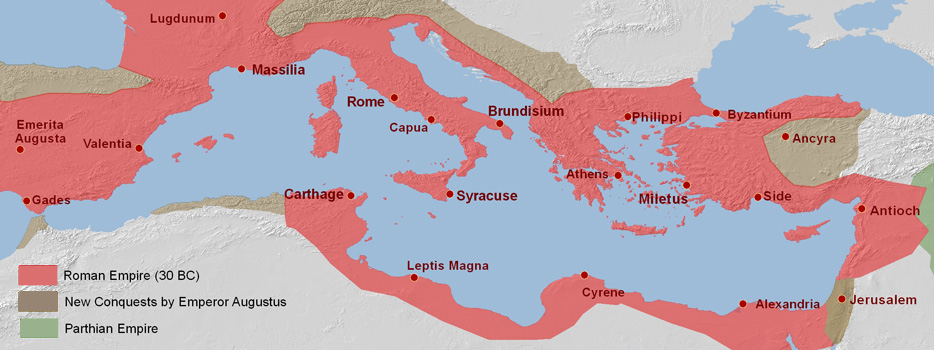 Lugdunum
Massilia
Rome
Brundisium
Capua
Philippi
Byzantium
Emerita
Augusta
Valentia
Ancyra
Athens
Gades
Carthage
Syracuse
Miletus
Side
Antioch
Leptis Magna
Cyrene
Alexandria
Jerusalem
Roman Empire (30 BC)
New Conquests by Emperor Augustus
Parthian Empire